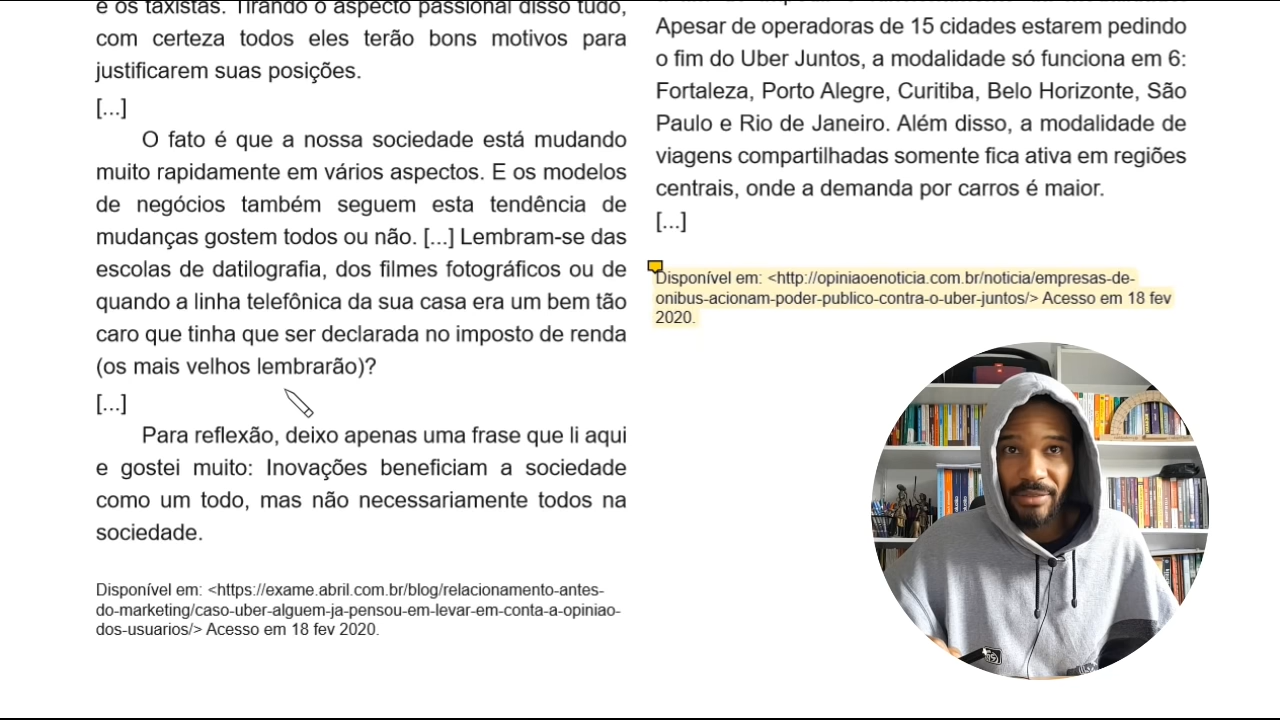 e os taxistas. Tirando o aspecto passional disso tudo,
com certeza todos eles terão bons motivos para
justificarem suas posições.
[...]
O fato é que a nossa sociedade está mudando
muito rapidamente em vários aspectos. E os modelos
de negócios também seguem esta tendência de
mudanças gostem todos ou não. [...] Lembram-se das
escolas de datilografia, dos filmes fotográficos ou de
quando a linha telefônica da sua casa era um bem tão
caro que tinha que ser declarada no imposto de renda
(os mais velhos lembrarão)?
[...]
Para reflexão, deixo apenas uma frase que li aqui
e gostei muito: Inovações beneficiam a sociedade
como um todo, mas não necessariamente todos na
sociedade.
Disponível em: <https://exame.abril.com.br/blog/relacionamento-antes-
do-marketing/caso-uber-alguem-ja-pensou-em-levar-em-conta-a-opiniao-
dos-usuarios/> Acesso em 18 fev 2020.
Apesar de operadoras de 15 cidades estarem pedindo
o fim do Uber Juntos, a modalidade só funciona em 6:
Fortaleza, Porto Alegre, Curitiba, Belo Horizonte, São
Paulo e Rio de Janeiro. Além disso, a modalidade de
viagens compartilhadas somente fica ativa em regiões
centrais, onde a demanda por carros é maior.
[...]
Disponível em: <http://opiniaoenoticia.com.br/noticia/empresas-de-
onibus-acionam-poder-publico-contra-o-uber-juntos/> Acesso em 18 fev
2020.